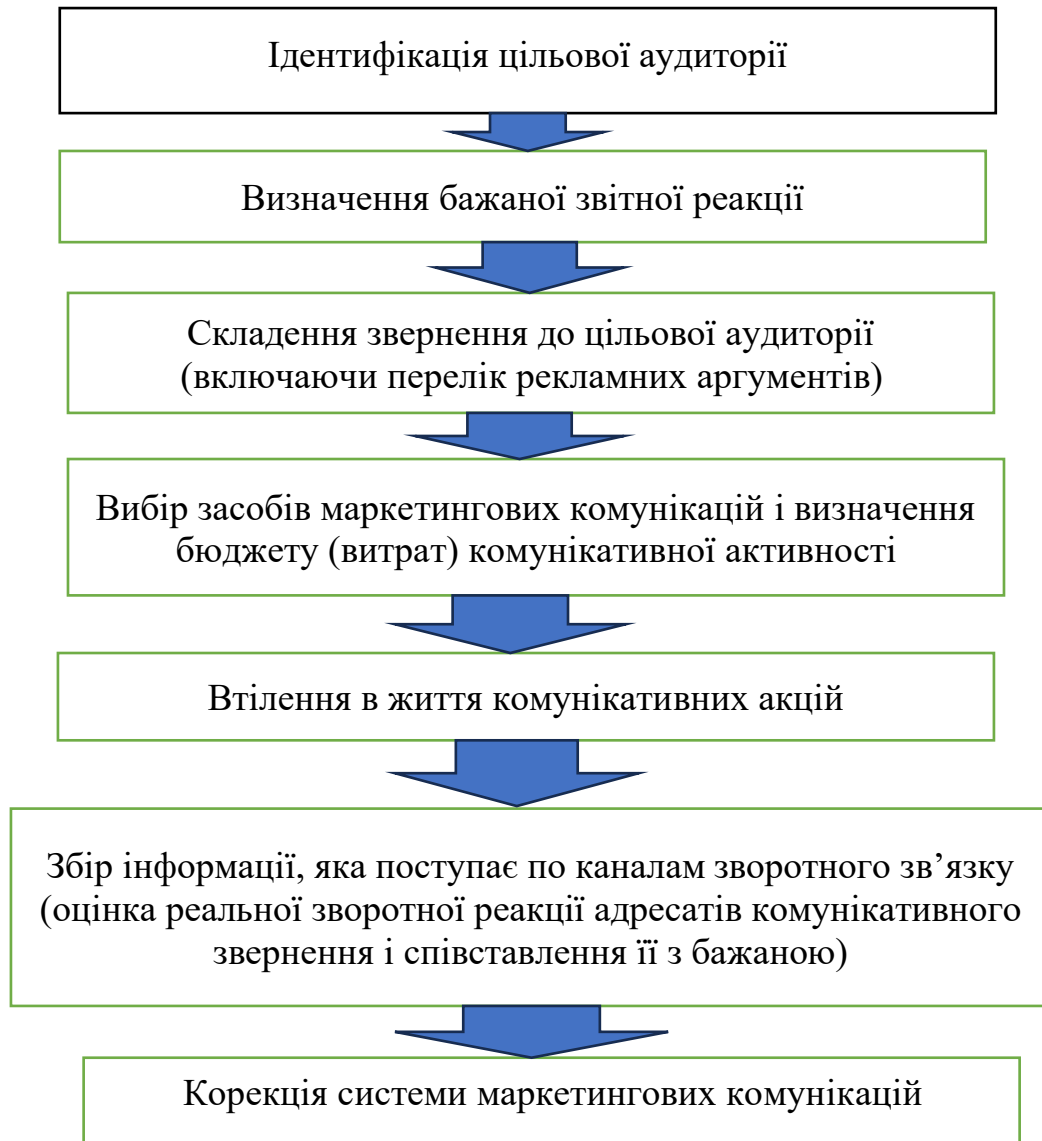 Ідентифікація цільової аудиторії
Визначення бажаної звітної реакції
Складення звернення до цільової аудиторії
(включаючи перелік рекламних аргументів)
Вибір засобів маркетингових комунікацій і визначення
бюджету (витрат) комунікативної активності
Втілення в життя комунікативних акцій
Збір інформації, яка поступає по каналам зворотного зв’язку
(оцінка реальної зворотної реакції адресатів комунікативного
звернення і співставлення її з бажаною)
Корекція системи маркетингових комунікацій